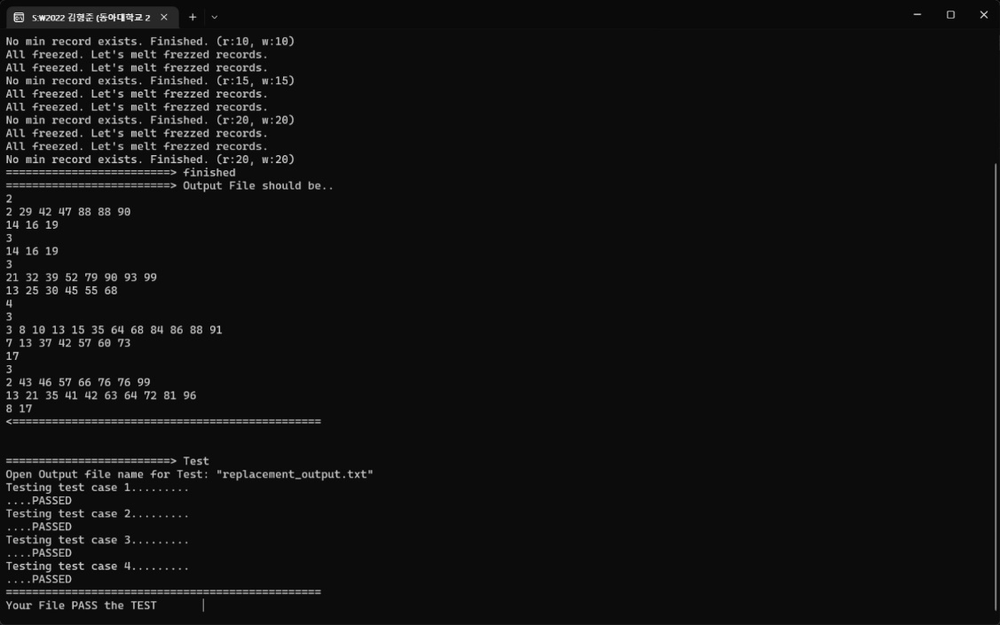 S:₩2022 김형준 (동아대학교 2
No min record exists. Finished. (r:10, w:10)
All freezed. Let's melt frezzed records.
All freezed. Let's melt frezzed records.
No min record exists. Finished. (r:15, w:15)
All freezed. Let's melt frezzed records.
All freezed. Let's melt frezzed records.
No min record exists. Finished. (r:20, w:20)
All freezed. Let's melt frezzed records.
All freezed. Let's melt frezzed records.
No min record exists. Finished. (r:20, w:20)
=========================> finished
=========================> Output File should be..
2
2 29 42 47 88 88 90
14 16 19
3
14 16 19
3
21 32 39 52 79 90 93 99
13 25 30 45 55 68
4
3
3 8 10 13 15 35 64 68 84 86 88 91
7 13 37 42 57 60 73
17
3
2 43 46 57 66 76 76 99
13 21 35 41 42 63 64 72 81 96
8 17
<===============================================
=========================> Test
Open Output file name for Test: "replacement_output.txt"
Testing test case 1.........
....PASSED
Testing test case 2.........
....PASSED
Testing test case 3.........
....PASSED
Testing test case 4.........
....PASSED
================================================
Your File PASS the TEST